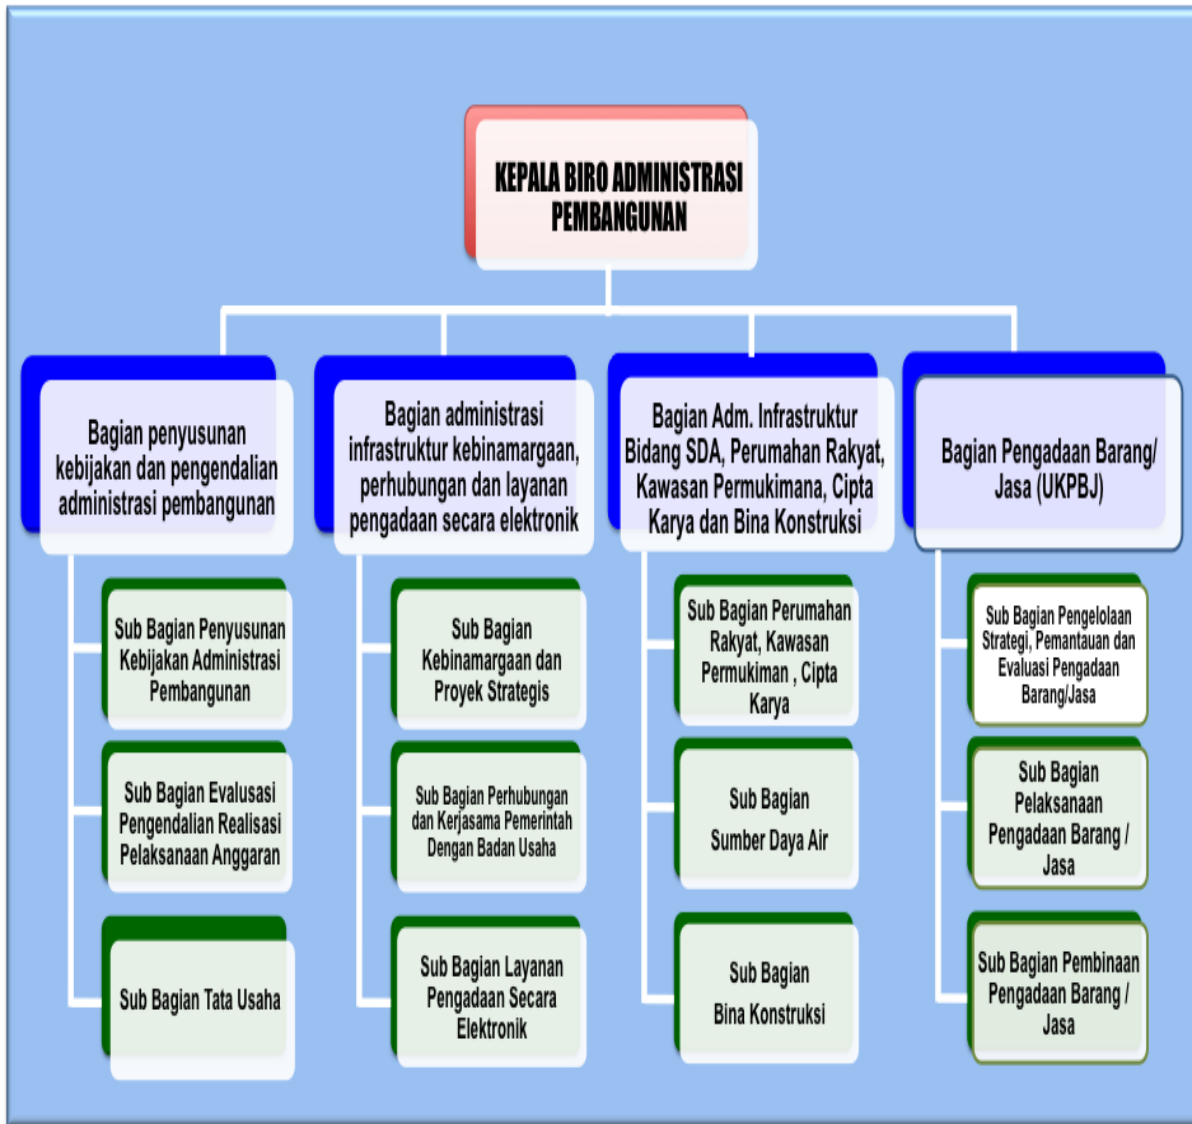 KEPALA BIRO ADMINISTRASI
PEMBANGUNAN
Bagian penyusunan
kebijakan dan pengendalian
administrasi pembangunan
Bagian administrasi
infrastruktur kebinamargaan,
perhubungan dan layanan
pengadaan secara elektronik
Bagian Adm. Infrastruktur
Bidang SDA, Perumahan Rakyat,
Kawasan Permukimana, Cipta
Karya dan Bina Konstruksi
Bagian Pengadaan Barang/
Jasa (UKPBJ)
Sub Bagian Penyusunan
Kebijakan Administrasi
Pembangunan
Sub Bagian Evalusasi
Pengendalian Realisasi
Pelaksanaan Anggaran
Sub Bagian Tata Usaha
Sub Bagian
Kebinamargaan dan
Proyek Strategis
Sub Bagian Perhubungan
dan Kerjasama Pemerintah
Dengan Badan Usaha
Sub Bagian Layanan
Pengadaan Secara
Elektronik
Sub Bagian Perumahan
Rakyat, Kawasan
Permukiman , Cipta
Karya
Sub Bagian
Sumber Daya Air
Sub Bagian
Bina Konstruksi
Sub Bagian Pengelolaan
Strategi, Pemantauan dan
Evaluasi Pengadaan
Barang/Jasa
Sub Bagian
Pelaksanaan
Pengadaan Barang /
Jasa
Sub Bagian Pembinaan
Pengadaan Barang /
Jasa